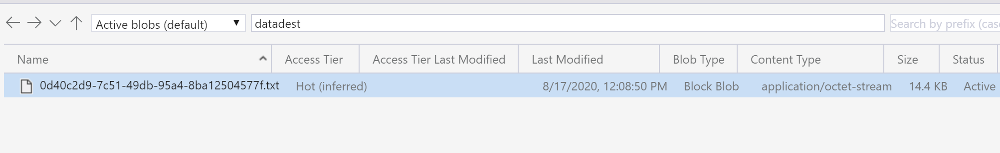 Active blobs (default) ▼ datadest Search by prefix (cas
Name Access Tier Access Tier Last Modified Last Modified Blob Type Content Type Size Status
0d40c2d9-7c51-49db-95a4-8ba12504577f.txt Hot (inferred) 8/17/2020, 12:08:50 PM Block Blob application/octet-stream 14.4 KB Active